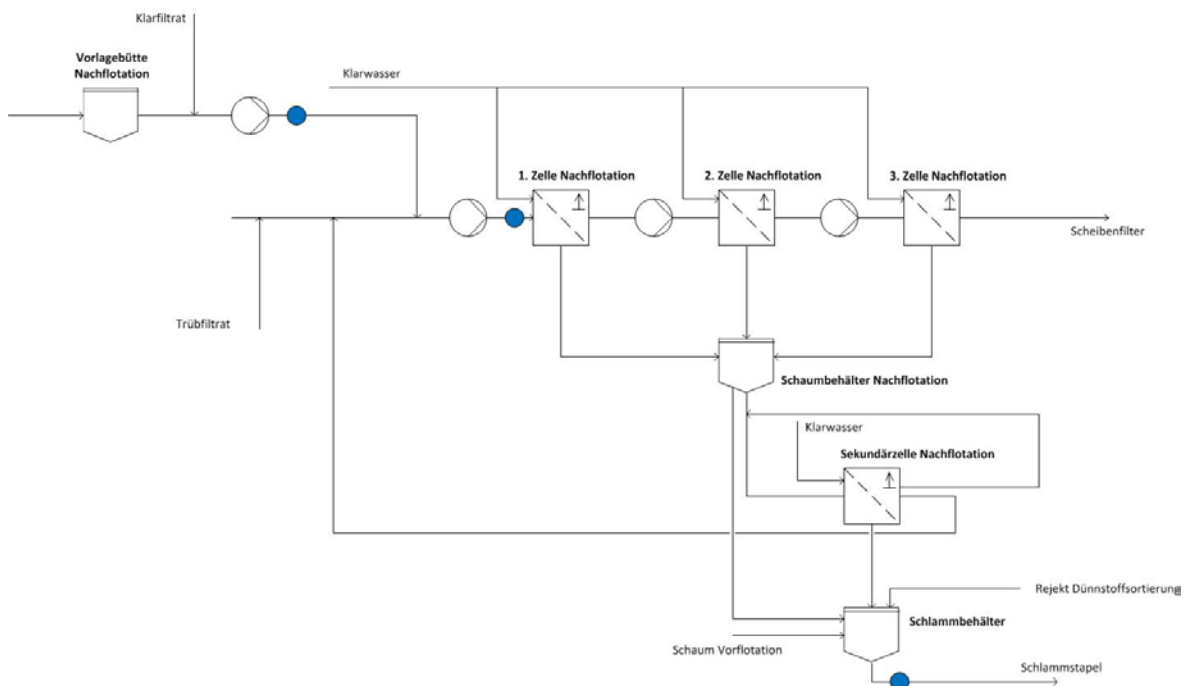 Klarfiltrat
Vorlagebütte
Nachflotation
Klarwasser
1. Zelle Nachflotation
2. Zelle Nachflotation
3. Zelle Nachflotation
Scheibenfilter
Trübfiltrat
Schaumbehälter Nachflotation
Klarwasser
Sekundärzelle Nachflotation
Rejekt Dünnstoffsortierung
Schlammbehälter
Schaum Vorflotation
Schlammstapel